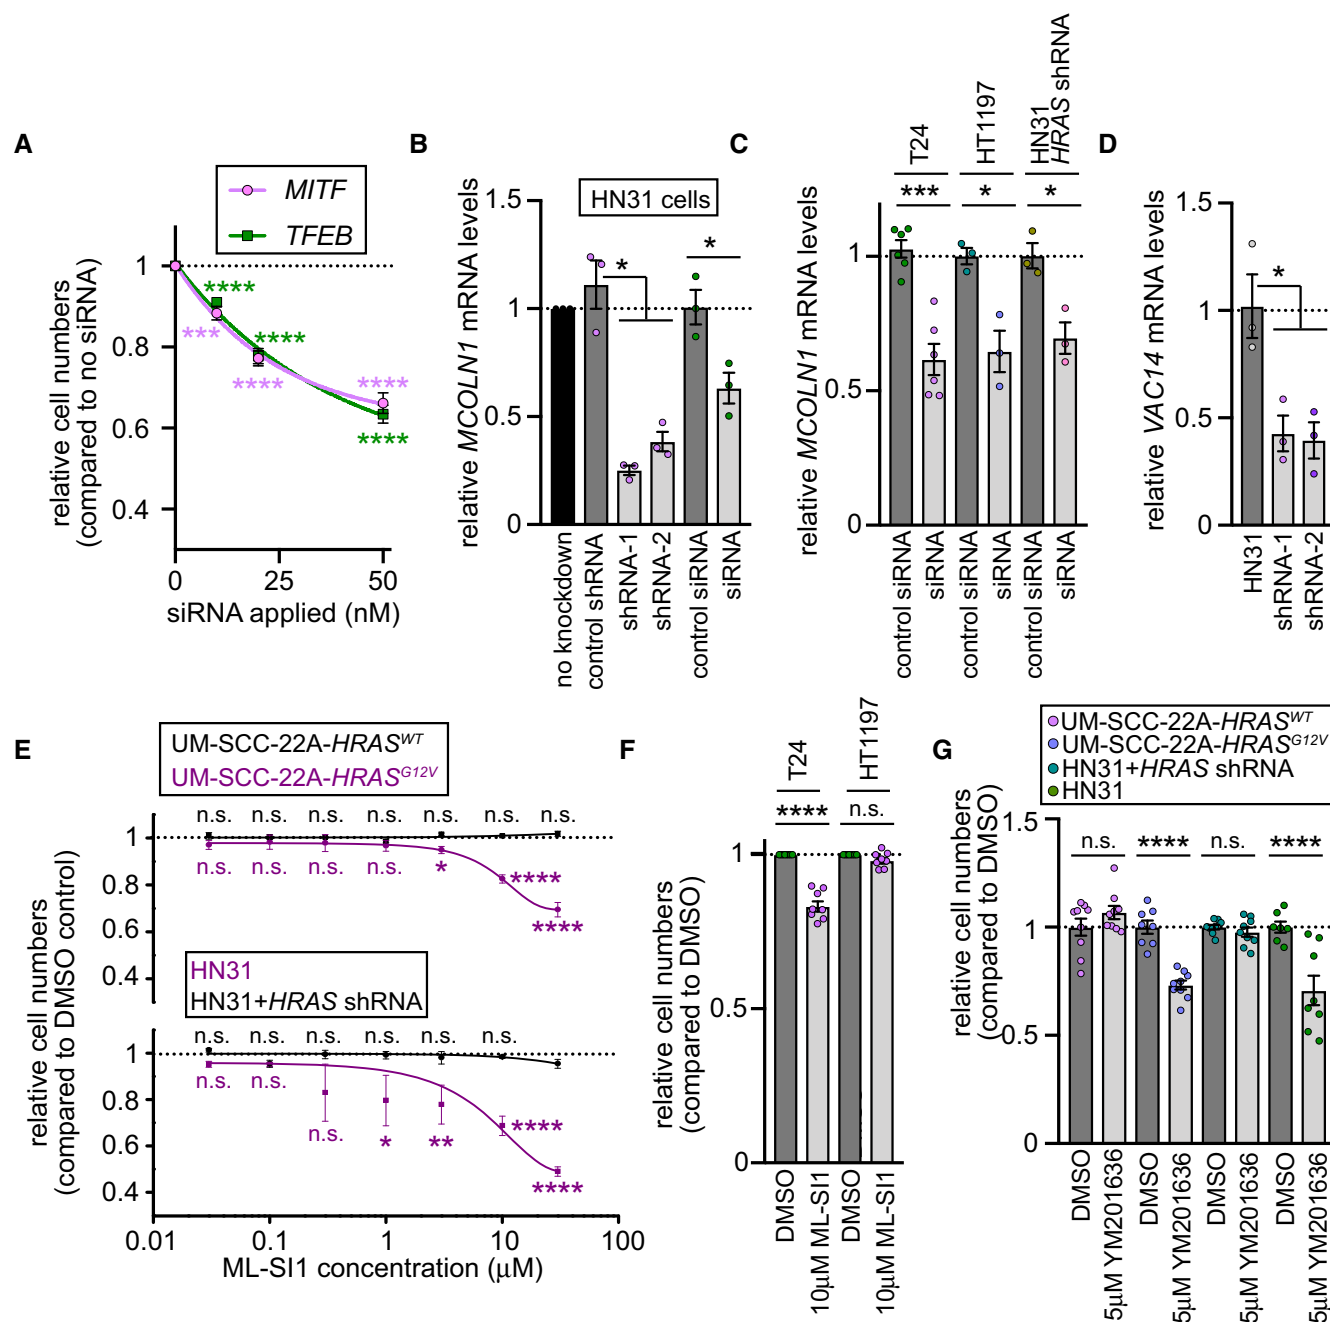 A
MITF
TFEB
relative cell numbers
(compared to no siRNA)
1
0.8
0.6
0.4
****
***
****
****
****
****
0
25
50
siRNA applied (nM)
B
HN31 cells
relative MCOLN1 mRNA levels
1.5
1
0.5
0
*
*
no knockdown
control shRNA
shRNA-1
shRNA-2
control siRNA
siRNA
C
T24
HT1197
HN31
HRAS shRNA
***
*
*
relative MCOLN1 mRNA levels
1
0.5
0
control siRNA
siRNA
control siRNA
siRNA
control siRNA
siRNA
D
relative VAC14 mRNA levels
1.5
1
0.5
0
*
HN31
shRNA-1
shRNA-2
E
UM-SCC-22A-HRAS^WT
UM-SCC-22A-HRAS^G12V
relative cell numbers
(compared to DMSO control)
n.s. n.s. n.s. n.s. n.s. n.s. n.s.
1
n.s. n.s. n.s. n.s. * **** ****
0.8
0.6
0.4
HN31
HN31+HRAS shRNA
n.s. n.s. n.s. n.s. n.s. n.s.
1
n.s. n.s. n.s. * ** **** ****
0.8
0.6
0.4
0.01 0.1 1 10 100
ML-SI1 concentration (µM)
F
T24
HT1197
****
n.s.
relative cell numbers
(compared to DMSO)
1
0.5
0
DMSO
10µM ML-SI1
DMSO
10µM ML-SI1
G
UM-SCC-22A-HRAS^WT
UM-SCC-22A-HRAS^G12V
HN31+HRAS shRNA
HN31
relative cell numbers
(compared to DMSO)
1.5
1
0.5
0
n.s.
****
n.s.
****
DMSO
5µM YM201636
DMSO
5µM YM201636
DMSO
5µM YM201636
DMSO
5µM YM201636